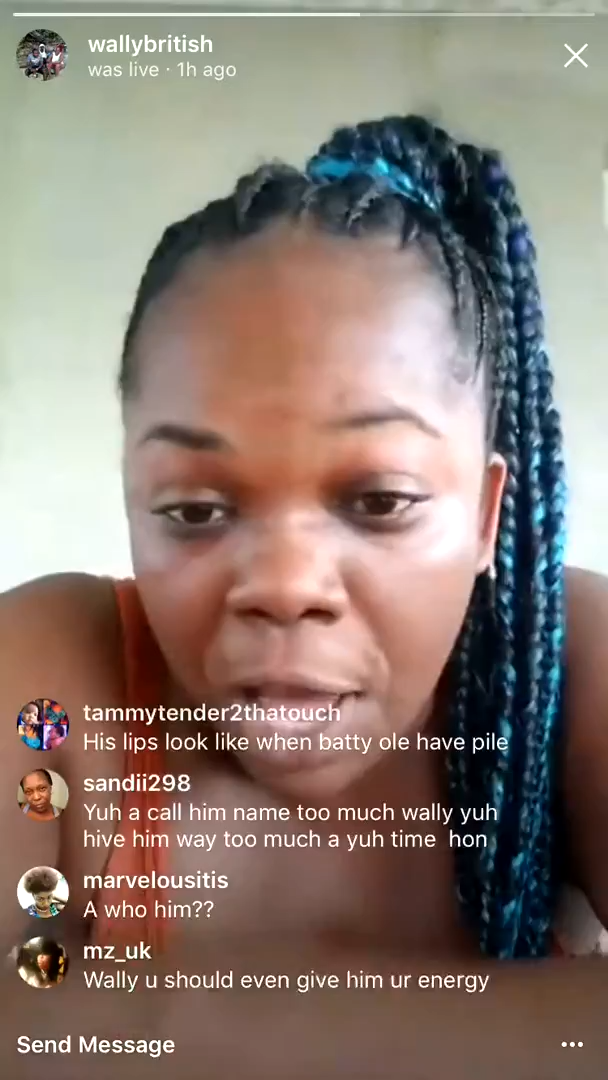 wallybritish
was live · 1h ago
tammytender2thatouch
His lips look like when batty ole have pile
sandii298
Yuh a call him name too much wally yuh
hive him way too much a yuh time hon
marvelousitis
A who him??
mz_uk
Wally u should even give him ur energy
Send Message